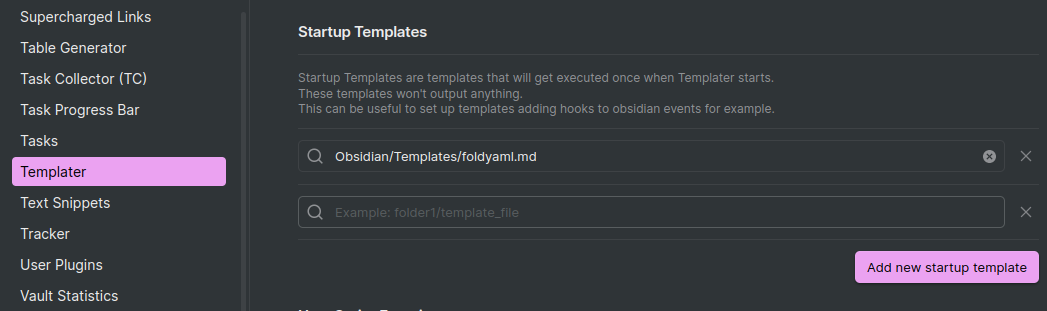 Supercharged Links
Table Generator
Task Collector (TC)
Task Progress Bar
Tasks
Templater
Text Snippets
Tracker
User Plugins
Vault Statistics
Startup Templates
Startup Templates are templates that will get executed once when Templater starts.
These templates won't output anything.
This can be useful to set up templates adding hooks to obsidian events for example.
Obsidian/Templates/foldyaml.md
Example: folder1/template_file
Add new startup template